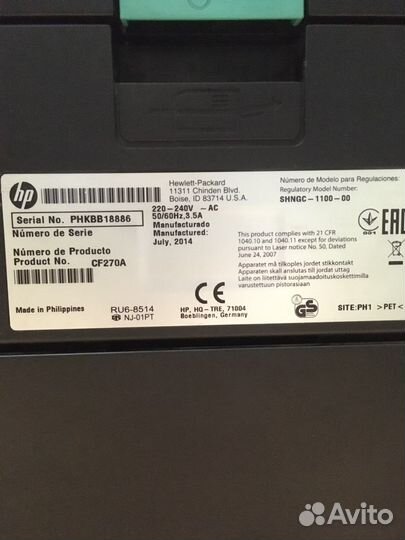 hp
Hewlett-Packard
11311 Chinden Blvd.
Boise, ID 83714 U.S.A.
Serial No. PHKBB18886
Número de Serie
Número de Producto
Product No. CF270A
220-240V ~ AC
50/60Hz, 3.5A
Manufacturado
Manufactured:
July, 2014
Número de Modelo para Regulaciones:
Regulatory Model Number:
SHNGC-1100-00
This product complies with 21 CFR
1040.10 and 1040.11 except for deviations
pursuant to Laser notice No. 50, Dated
June 24, 2007
Apparaten skall anslutas till jordat uttag
Laite on liitettävä suojamaadoituskoskettimilla
varustettuun pistorasiaan
Apparatet må tilkoples jordet stikkontakt
EAC
001
Made in Philippines
RU6-8514
NJ-01PT
CE
HP, HQ-TRE, 71004
Boeblingen, Germany
GS
SITE:PH1 >PET<
Avito